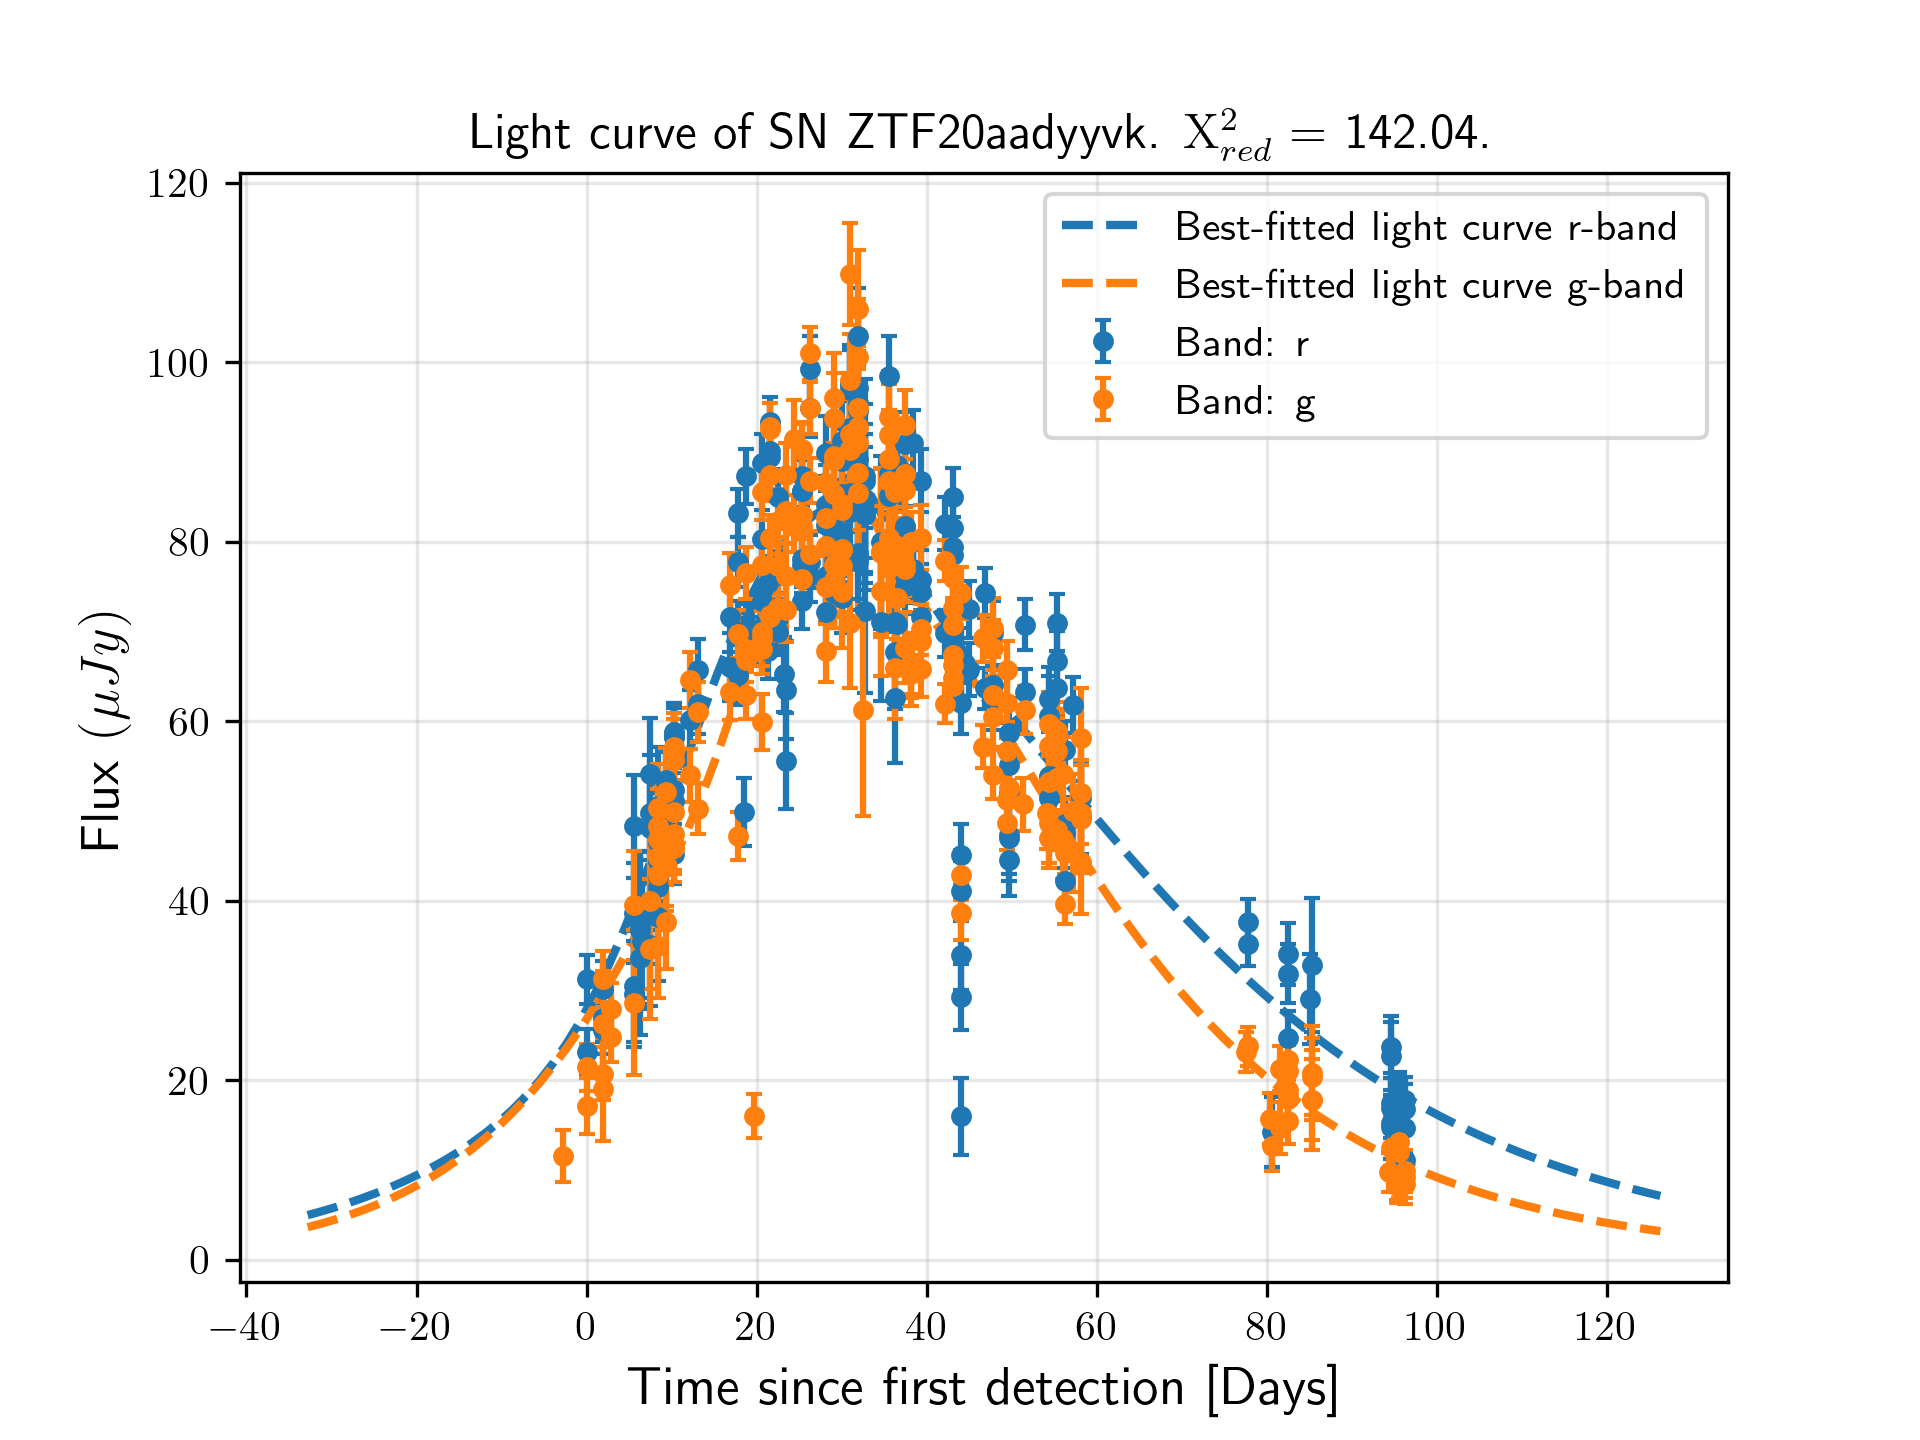 Light curve of SN ZTF20aadyyvk. X²red = 142.04.
120
100
80
60
40
20
0
Flux (μJy)
Best-fitted light curve r-band
Best-fitted light curve g-band
Band: r
Band: g
−40 −20 0 20 40 60 80 100 120
Time since first detection [Days]